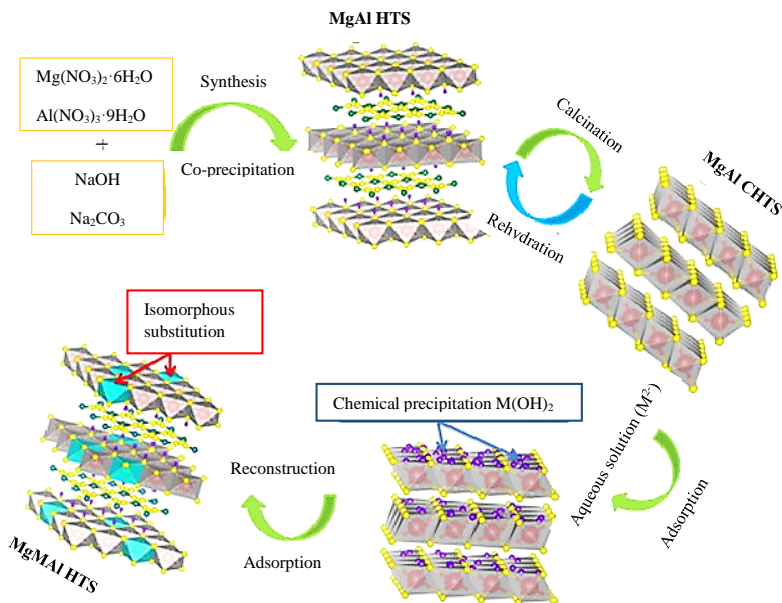 MgAl HTS
Mg(NO₃)₂·6H₂O
Al(NO₃)₃·9H₂O
+
NaOH
Na₂CO₃
Synthesis
Co-precipitation
Calcination
Rehydration
MgAl CHTS
Isomorphous
substitution
Chemical precipitation M(OH)₂
Aqueous solution (M²⁻)
Adsorption
Reconstruction
Adsorption
MgMAl HTS